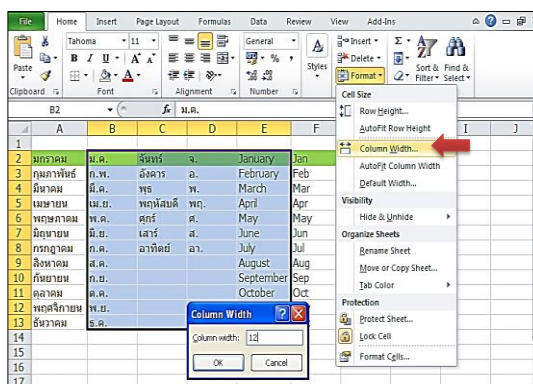 File Home Insert Page Layout Formulas Data Review View Add-Ins
Paste Tahoma 11 General Styles Insert Delete Format Sort & Filter Find & Select
Clipboard Font Alignment Number
B2 fx ม.ค.
A B C D E F I J
1
2 มกราคม ม.ค. จันทร์ จ. January Jan
3 กุมภาพันธ์ ก.พ. อังคาร อ. February Feb
4 มีนาคม มี.ค. พุธ พ. March Mar
5 เมษายน เม.ย. พฤหัสบดี พฤ. April Apr
6 พฤษภาคม พ.ค. ศุกร์ ศ. May May
7 มิถุนายน มิ.ย. เสาร์ ส. June Jun
8 กรกฎาคม ก.ค. อาทิตย์ อา. July Jul
9 สิงหาคม ส.ค. August Aug
10 กันยายน ก.ย. September Sep
11 ตุลาคม ต.ค. October Oct
12 พฤศจิกายน พ.ย.
13 ธันวาคม ธ.ค.
14
15
16
17
Cell Size
Row Height...
AutoFit Row Height
Column Width...
AutoFit Column Width
Default Width...
Visibility
Hide & Unhide
Organize Sheets
Rename Sheet
Move or Copy Sheet...
Tab Color
Protection
Protect Sheet...
Lock Cell
Format Cells...
Column Width
Column width: 12
OK Cancel